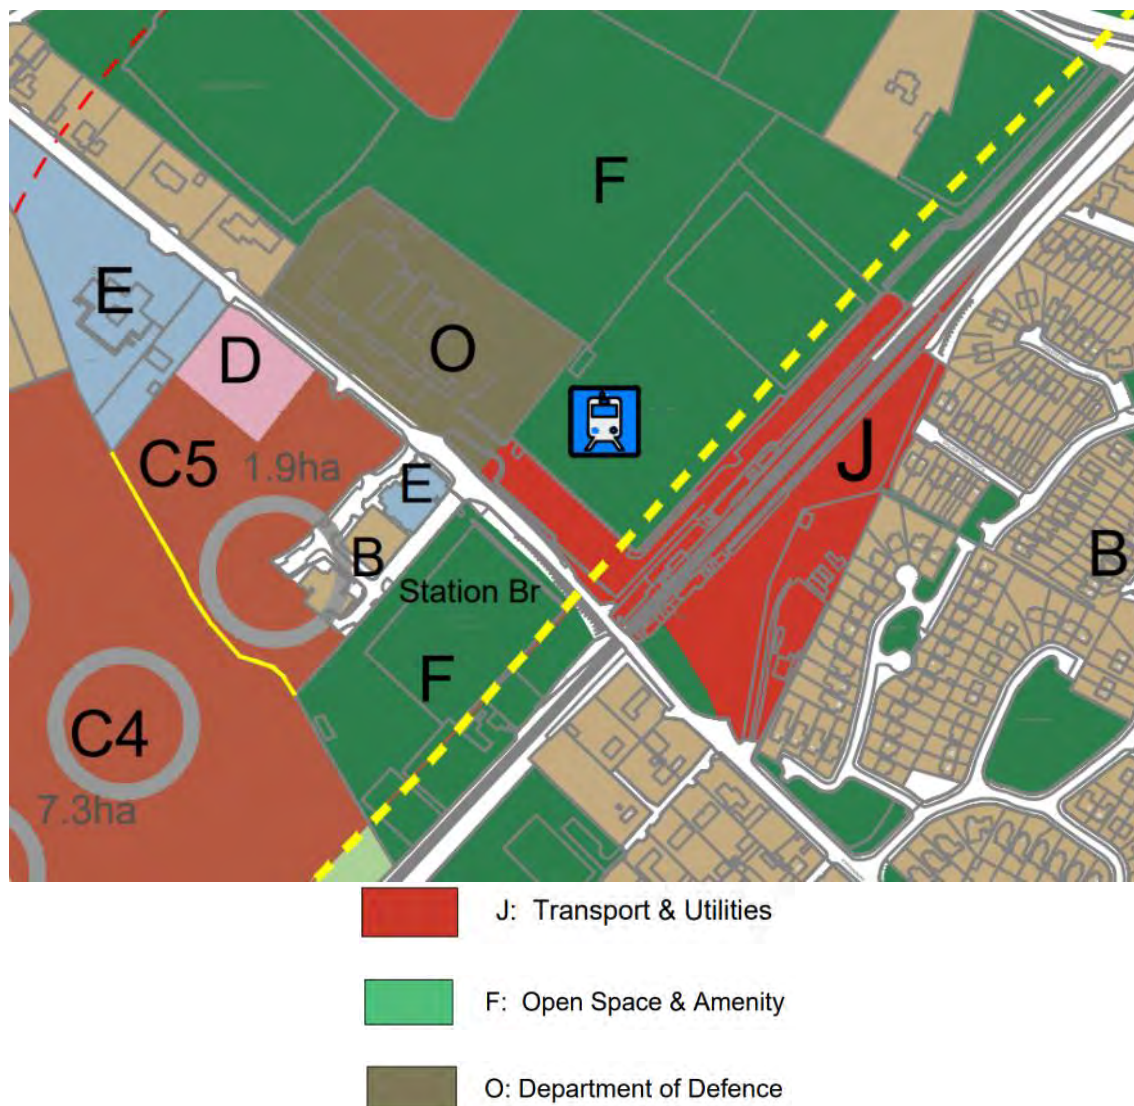 F
E
O
D
J
C5
1.9ha
E
B
B
Station Br
F
C4
7.3ha
J: Transport & Utilities
F: Open Space & Amenity
O: Department of Defence